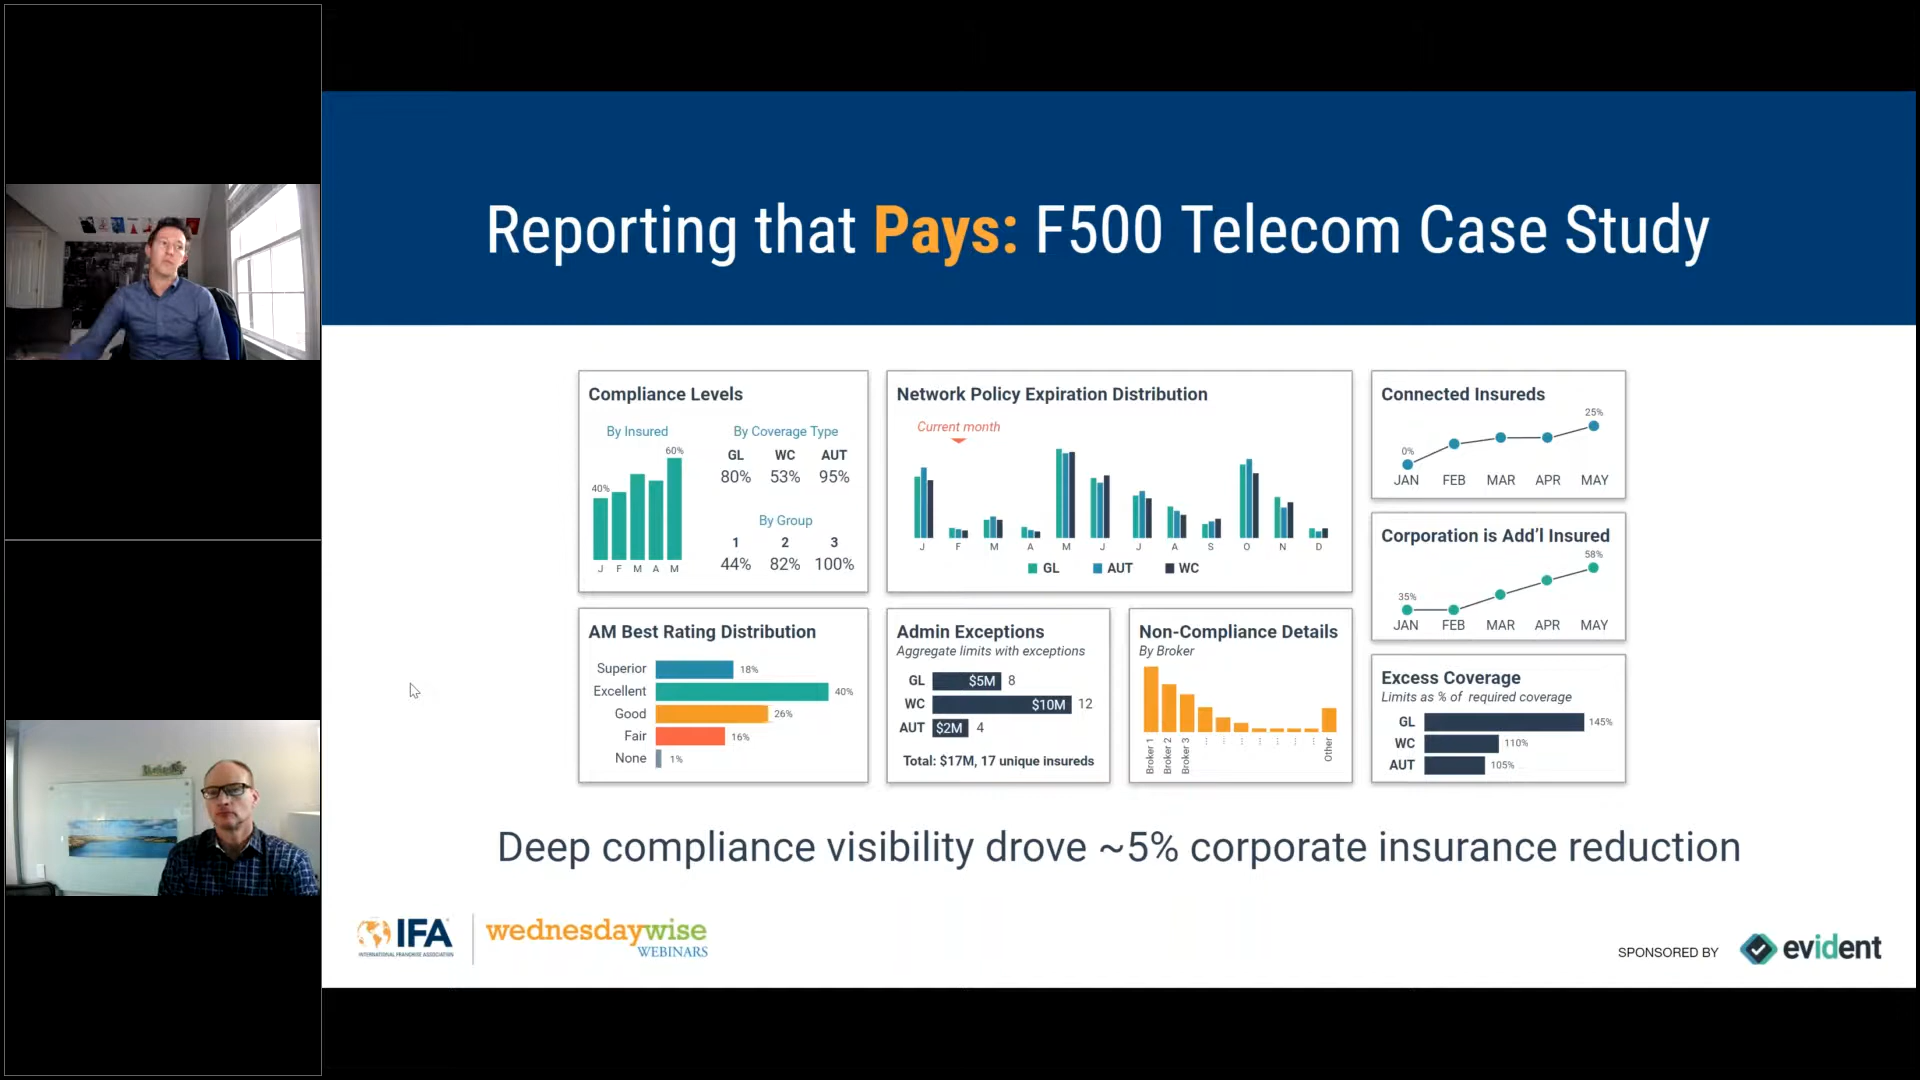 Reporting that Pays: F500 Telecom Case Study
Compliance Levels
By Insured
60%
40%
J F M A M
By Coverage Type
GL WC AUT
80% 53% 95%
By Group
1 2 3
44% 82% 100%
Network Policy Expiration Distribution
Current month
J F M A M J J A S O N D
GL AUT WC
Connected Insureds
25%
0%
JAN FEB MAR APR MAY
Corporation is Add'l Insured
58%
35%
JAN FEB MAR APR MAY
AM Best Rating Distribution
Superior 18%
Excellent 40%
Good 26%
Fair 16%
None 1%
Admin Exceptions
Aggregate limits with exceptions
GL $5M 8
WC $10M 12
AUT $2M 4
Total: $17M, 17 unique insureds
Non-Compliance Details
By Broker
Broker 1
Broker 2
Broker 3
...
...
...
...
...
...
Other
Excess Coverage
Limits as % of required coverage
GL 145%
WC 110%
AUT 105%
Deep compliance visibility drove ~5% corporate insurance reduction
IFA
INTERNATIONAL FRANCHISE ASSOCIATION
wednesdaywise
WEBINARS
SPONSORED BY
evident